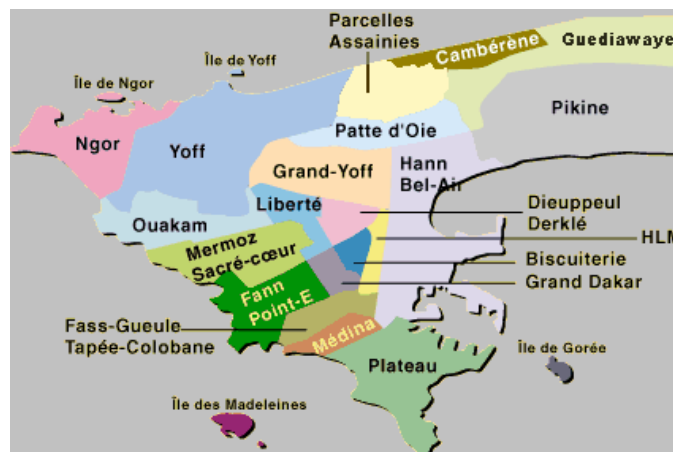 Parcelles
Assainies
Cambérène
Guediawaye
Île de Yoff
Île de Ngor
Pikine
Ngor
Yoff
Patte d'Oie
Grand-Yoff
Hann
Bel-Air
Liberté
Dieuppeul
Derklé
Ouakam
HLM
Mermoz
Sacré-cœur
Biscuiterie
Fann
Point-E
Grand Dakar
Fass-Gueule
Tapée-Colobane
Médina
Plateau
Île de Gorée
Île des Madeleines